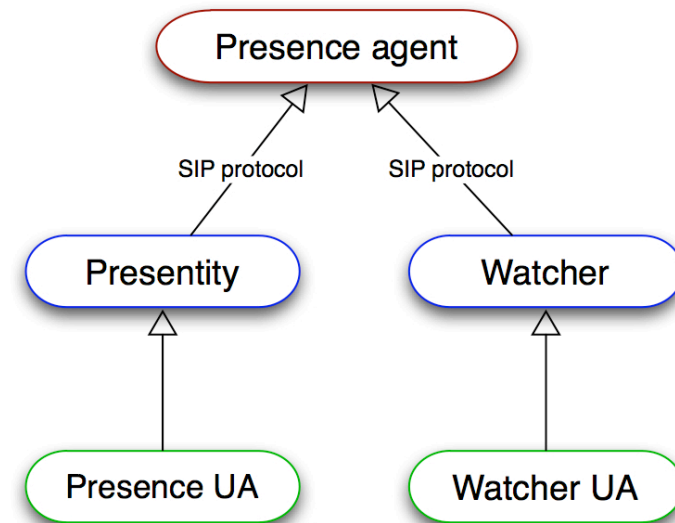 Presence agent
SIP protocol
SIP protocol
Presentity
Watcher
Presence UA
Watcher UA